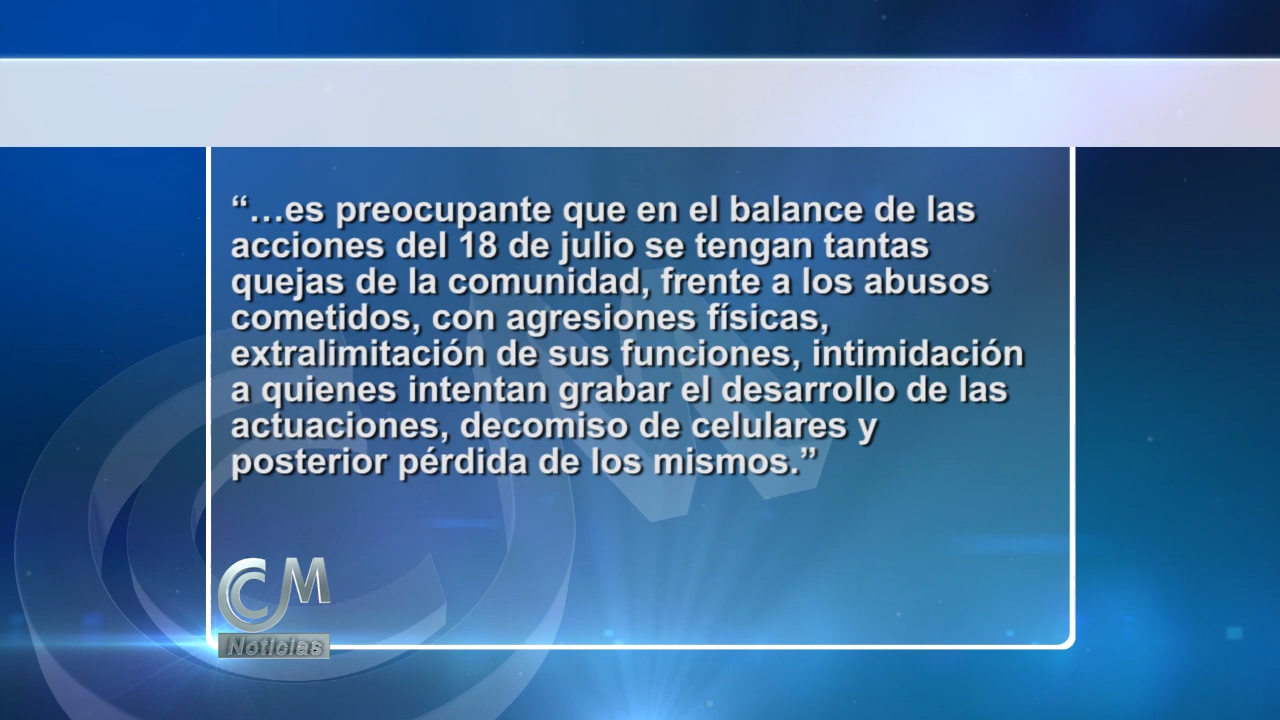 “…es preocupante que en el balance de las
acciones del 18 de julio se tengan tantas
quejas de la comunidad, frente a los abusos
cometidos, con agresiones físicas,
extralimitación de sus funciones, intimidación
a quienes intentan grabar el desarrollo de las
actuaciones, decomiso de celulares y
posterior pérdida de los mismos.”
CM
Noticias